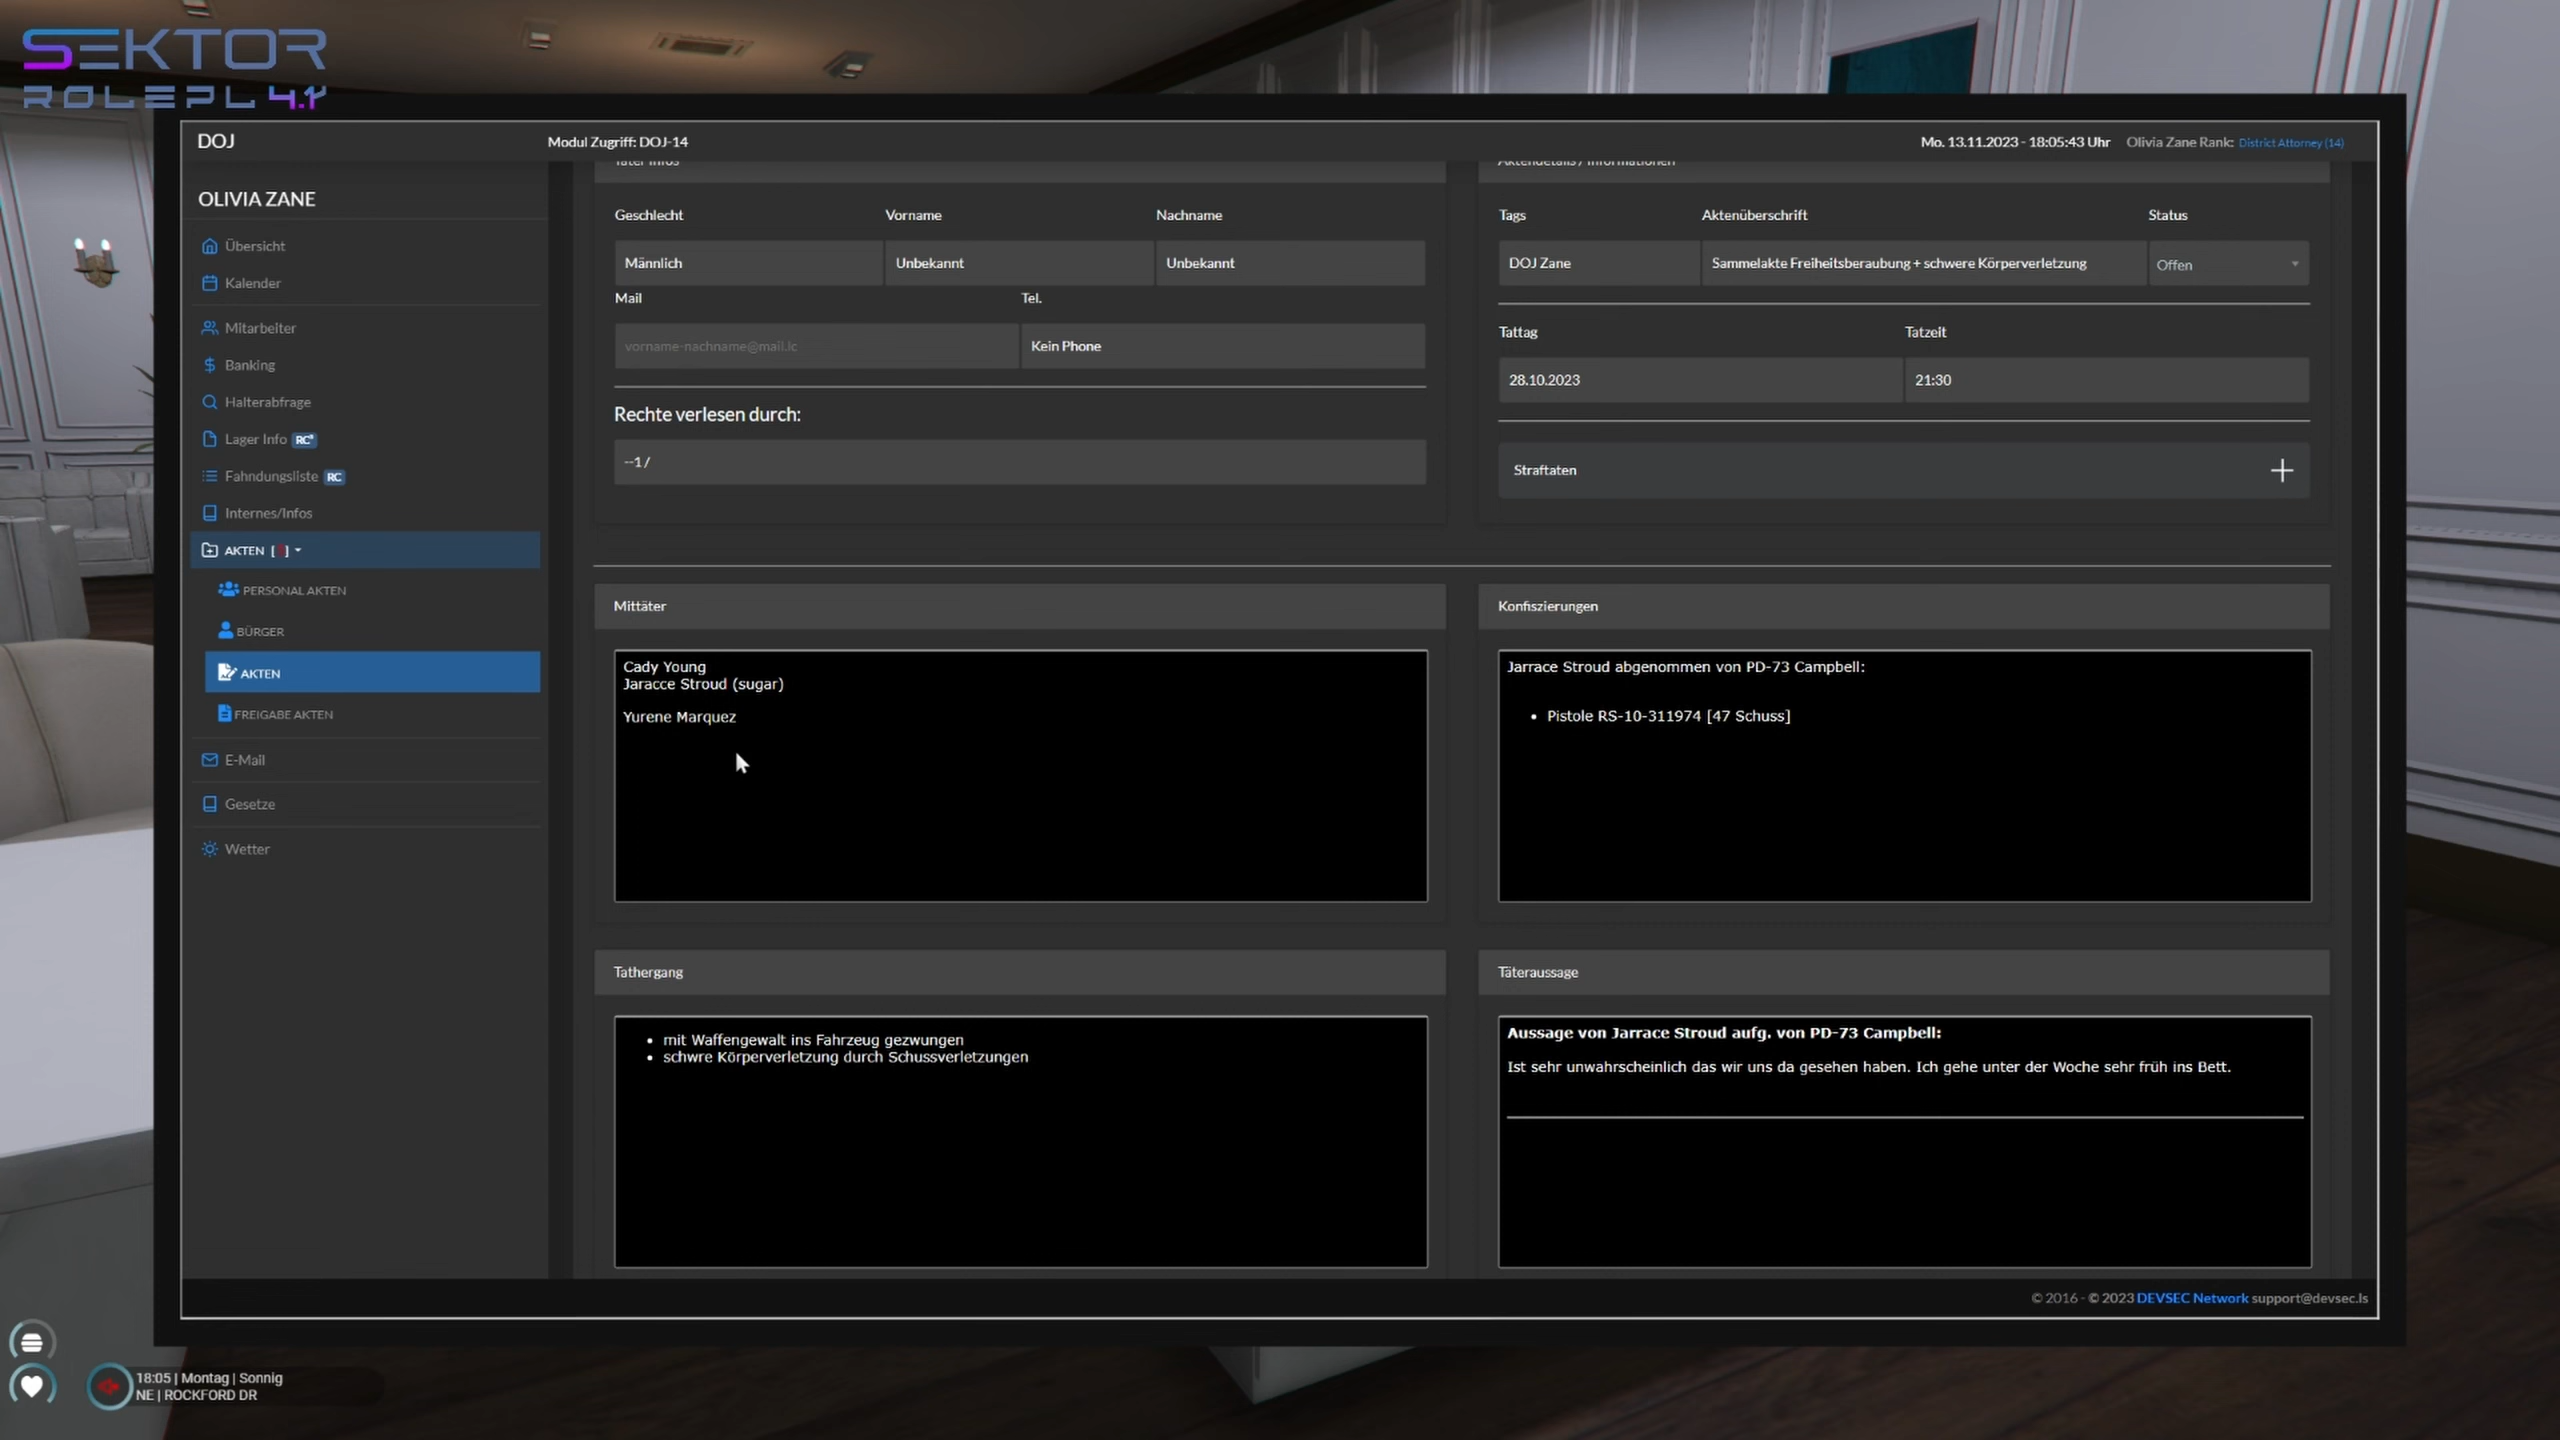 SEKTOR
ROLEPL4.Y
DOJ
Modul Zugriff: DOJ-14
Mo. 13.11.2023 - 18:05:43 Uhr
Olivia Zane Rank: District Attorney (14)
OLIVIA ZANE
Übersicht
Kalender
Mitarbeiter
Banking
Halterabfrage
Lager Info RC²
Fahndungsliste RC
Internes/Infos
AKTEN [ ]
PERSONAL AKTEN
BÜRGER
AKTEN
FREIGABE AKTEN
E-Mail
Gesetze
Wetter
Täter Infos
Geschlecht
Vorname
Nachname
Männlich
Unbekannt
Unbekannt
Mail
Tel.
vorname-nachname@mail.lc
Kein Phone
Rechte verlesen durch:
--1 /
Aktendetails / Informationen
Tags
Aktenüberschrift
Status
DOJ Zane
Sammelakte Freiheitsberaubung + schwere Körperverletzung
Offen
Tattag
Tatzeit
28.10.2023
21:30
Straftaten
Mittäter
Cady Young
Jaracce Stroud (sugar)
Yurene Marquez
Konfiszierungen
Jarrace Stroud abgenommen von PD-73 Campbell:
• Pistole RS-10-311974 [47 Schuss]
Tathergang
• mit Waffengewalt ins Fahrzeug gezwungen
• schwre Körperverletzung durch Schussverletzungen
Täteraussage
Aussage von Jarrace Stroud aufg. von PD-73 Campbell:
Ist sehr unwahrscheinlich das wir uns da gesehen haben. Ich gehe unter der Woche sehr früh ins Bett.
© 2016 - © 2023 DEVSEC Network support@devsec.ls
18:05 | Montag | Sonnig
NE | ROCKFORD DR